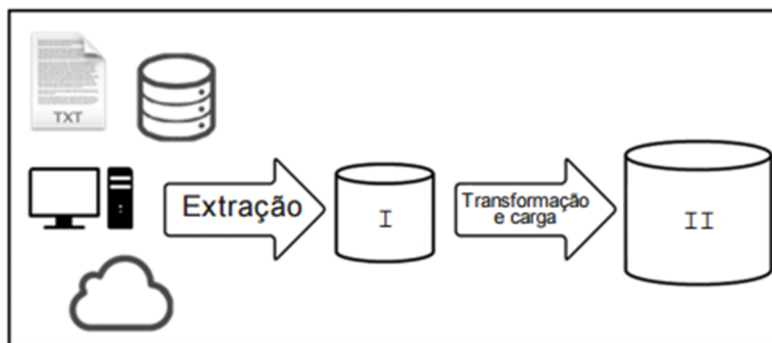 TXT
Extração
I
Transformação
e carga
II